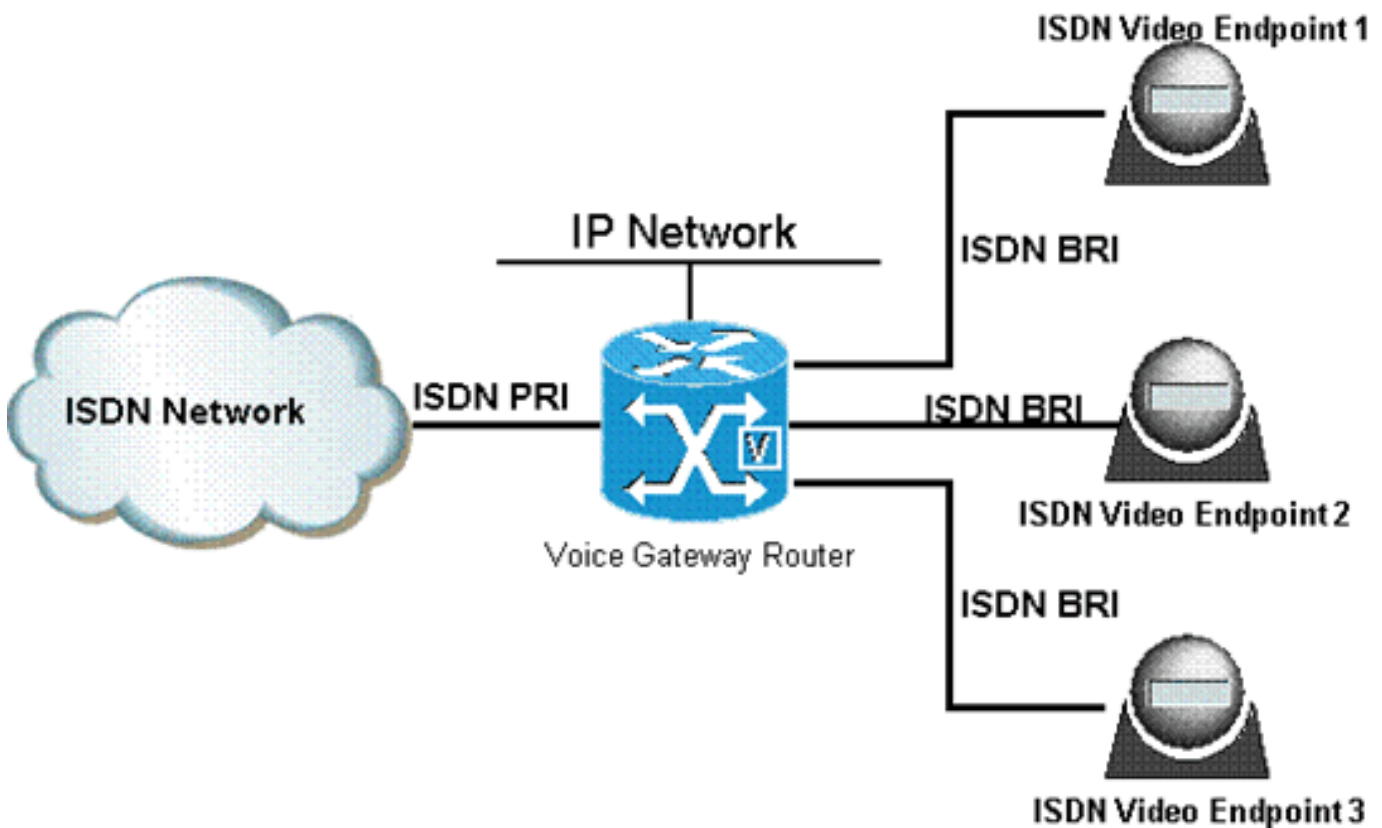 ISDN Video Endpoint 1
IP Network
ISDN BRI
ISDN Network
ISDN PRI
V
ISDN BRI
ISDN Video Endpoint 2
Voice Gateway Router
ISDN BRI
ISDN Video Endpoint 3